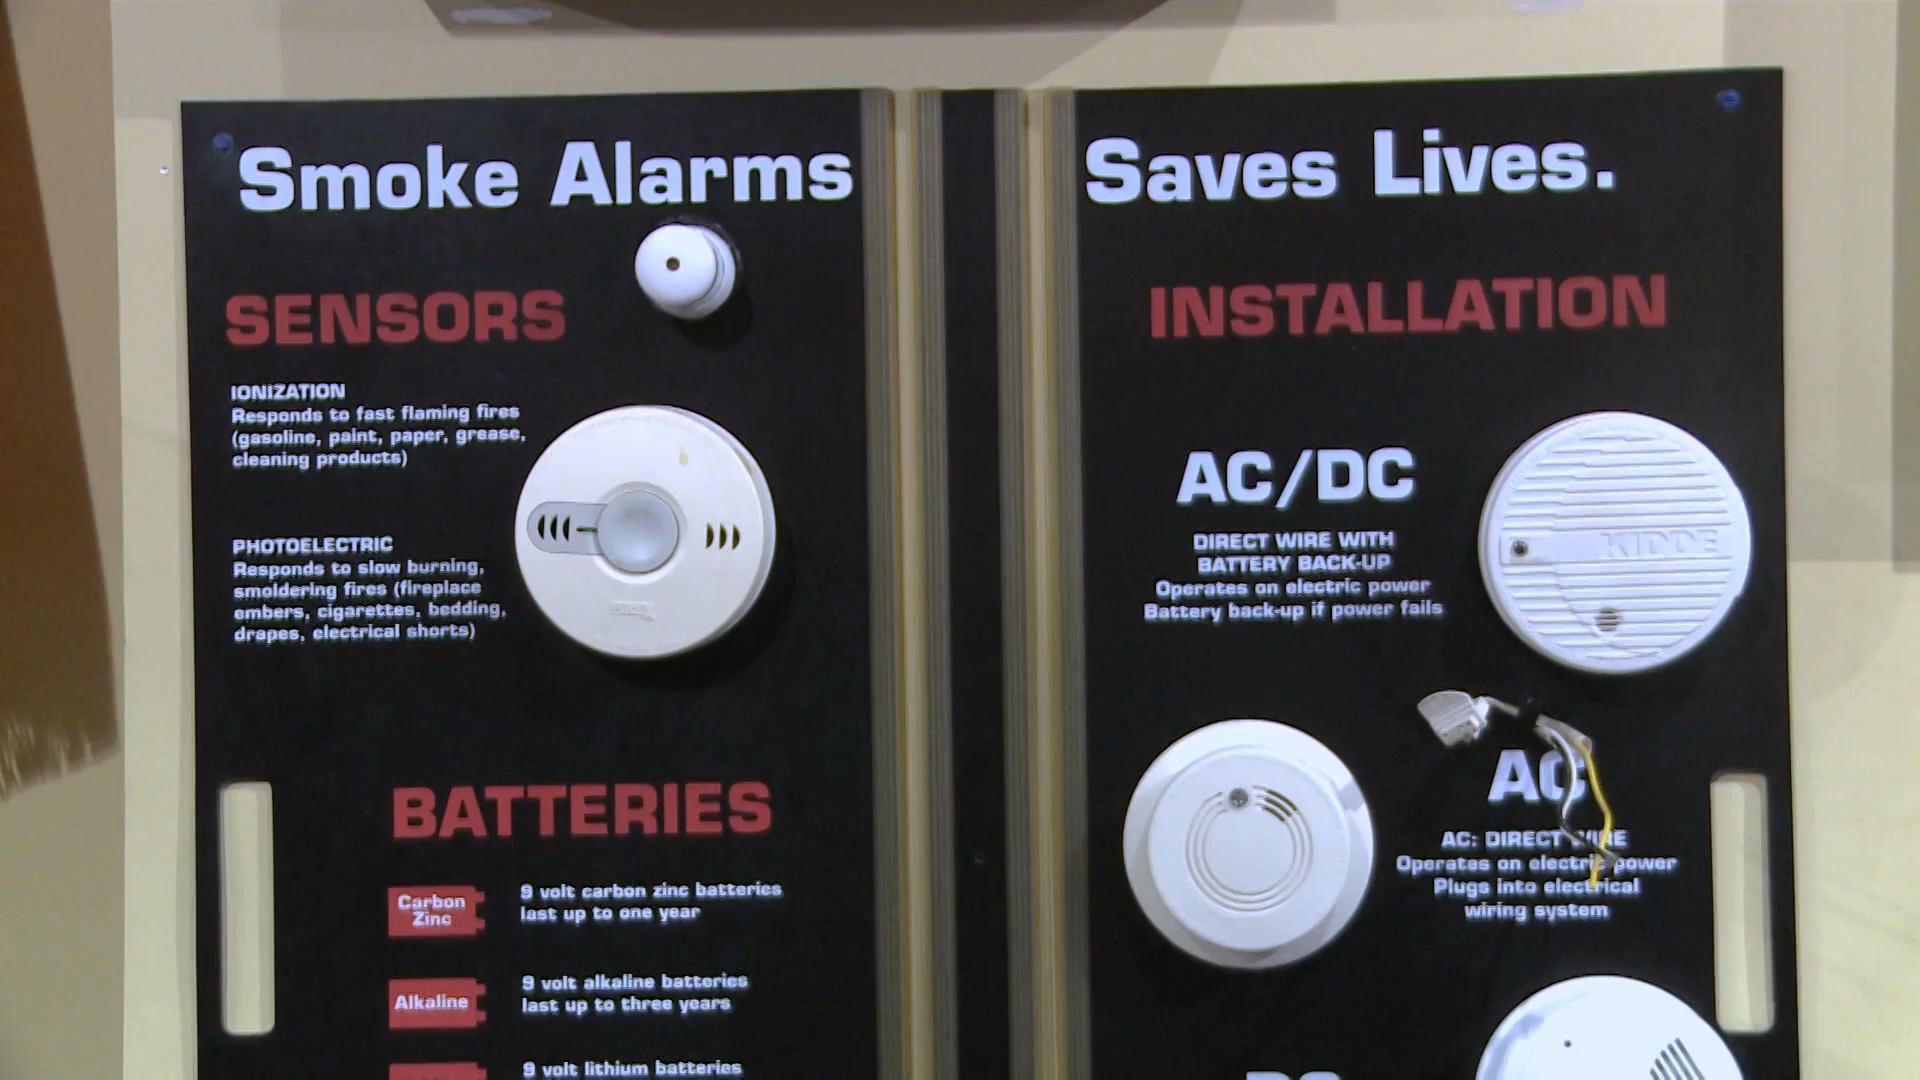 Smoke Alarms
SENSORS
IONIZATION
Responds to fast flaming fires
(gasoline, paint, paper, grease,
cleaning products)
PHOTOELECTRIC
Responds to slow burning,
smoldering fires (fireplace
embers, cigarettes, bedding,
drapes, electrical shorts)
BATTERIES
Carbon
Zinc
9 volt carbon zinc batteries
last up to one year
Alkaline
9 volt alkaline batteries
last up to three years
9 volt lithium batteries
Saves Lives.
INSTALLATION
AC/DC
DIRECT WIRE WITH
BATTERY BACK-UP
Operates on electric power
Battery back-up if power fails
KIDDE
AC
AC: DIRECT WIRE
Operates on electric power
Plugs into electrical
wiring system